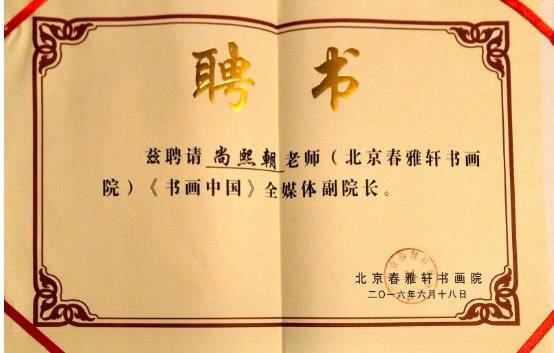 聘书
兹聘请尚熙朝老师（北京春雅轩书画
院）《书画中国》全媒体副院长。
北京春雅轩书画院
二〇一六年六月十八日